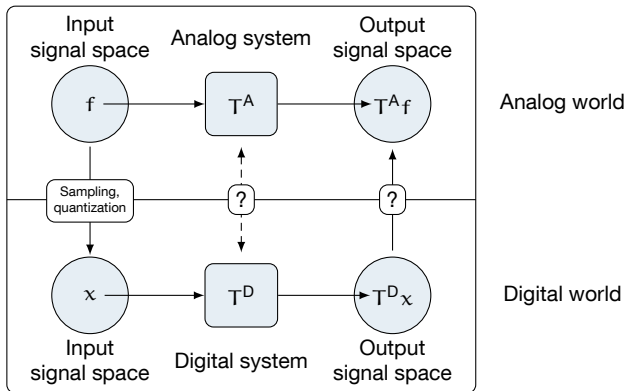 Input
signal space
Analog system
Output
signal space
f
T^A
T^A f
Analog world
Sampling,
quantization
?
?
x
T^D
T^D x
Digital world
Input
signal space
Digital system
Output
signal space